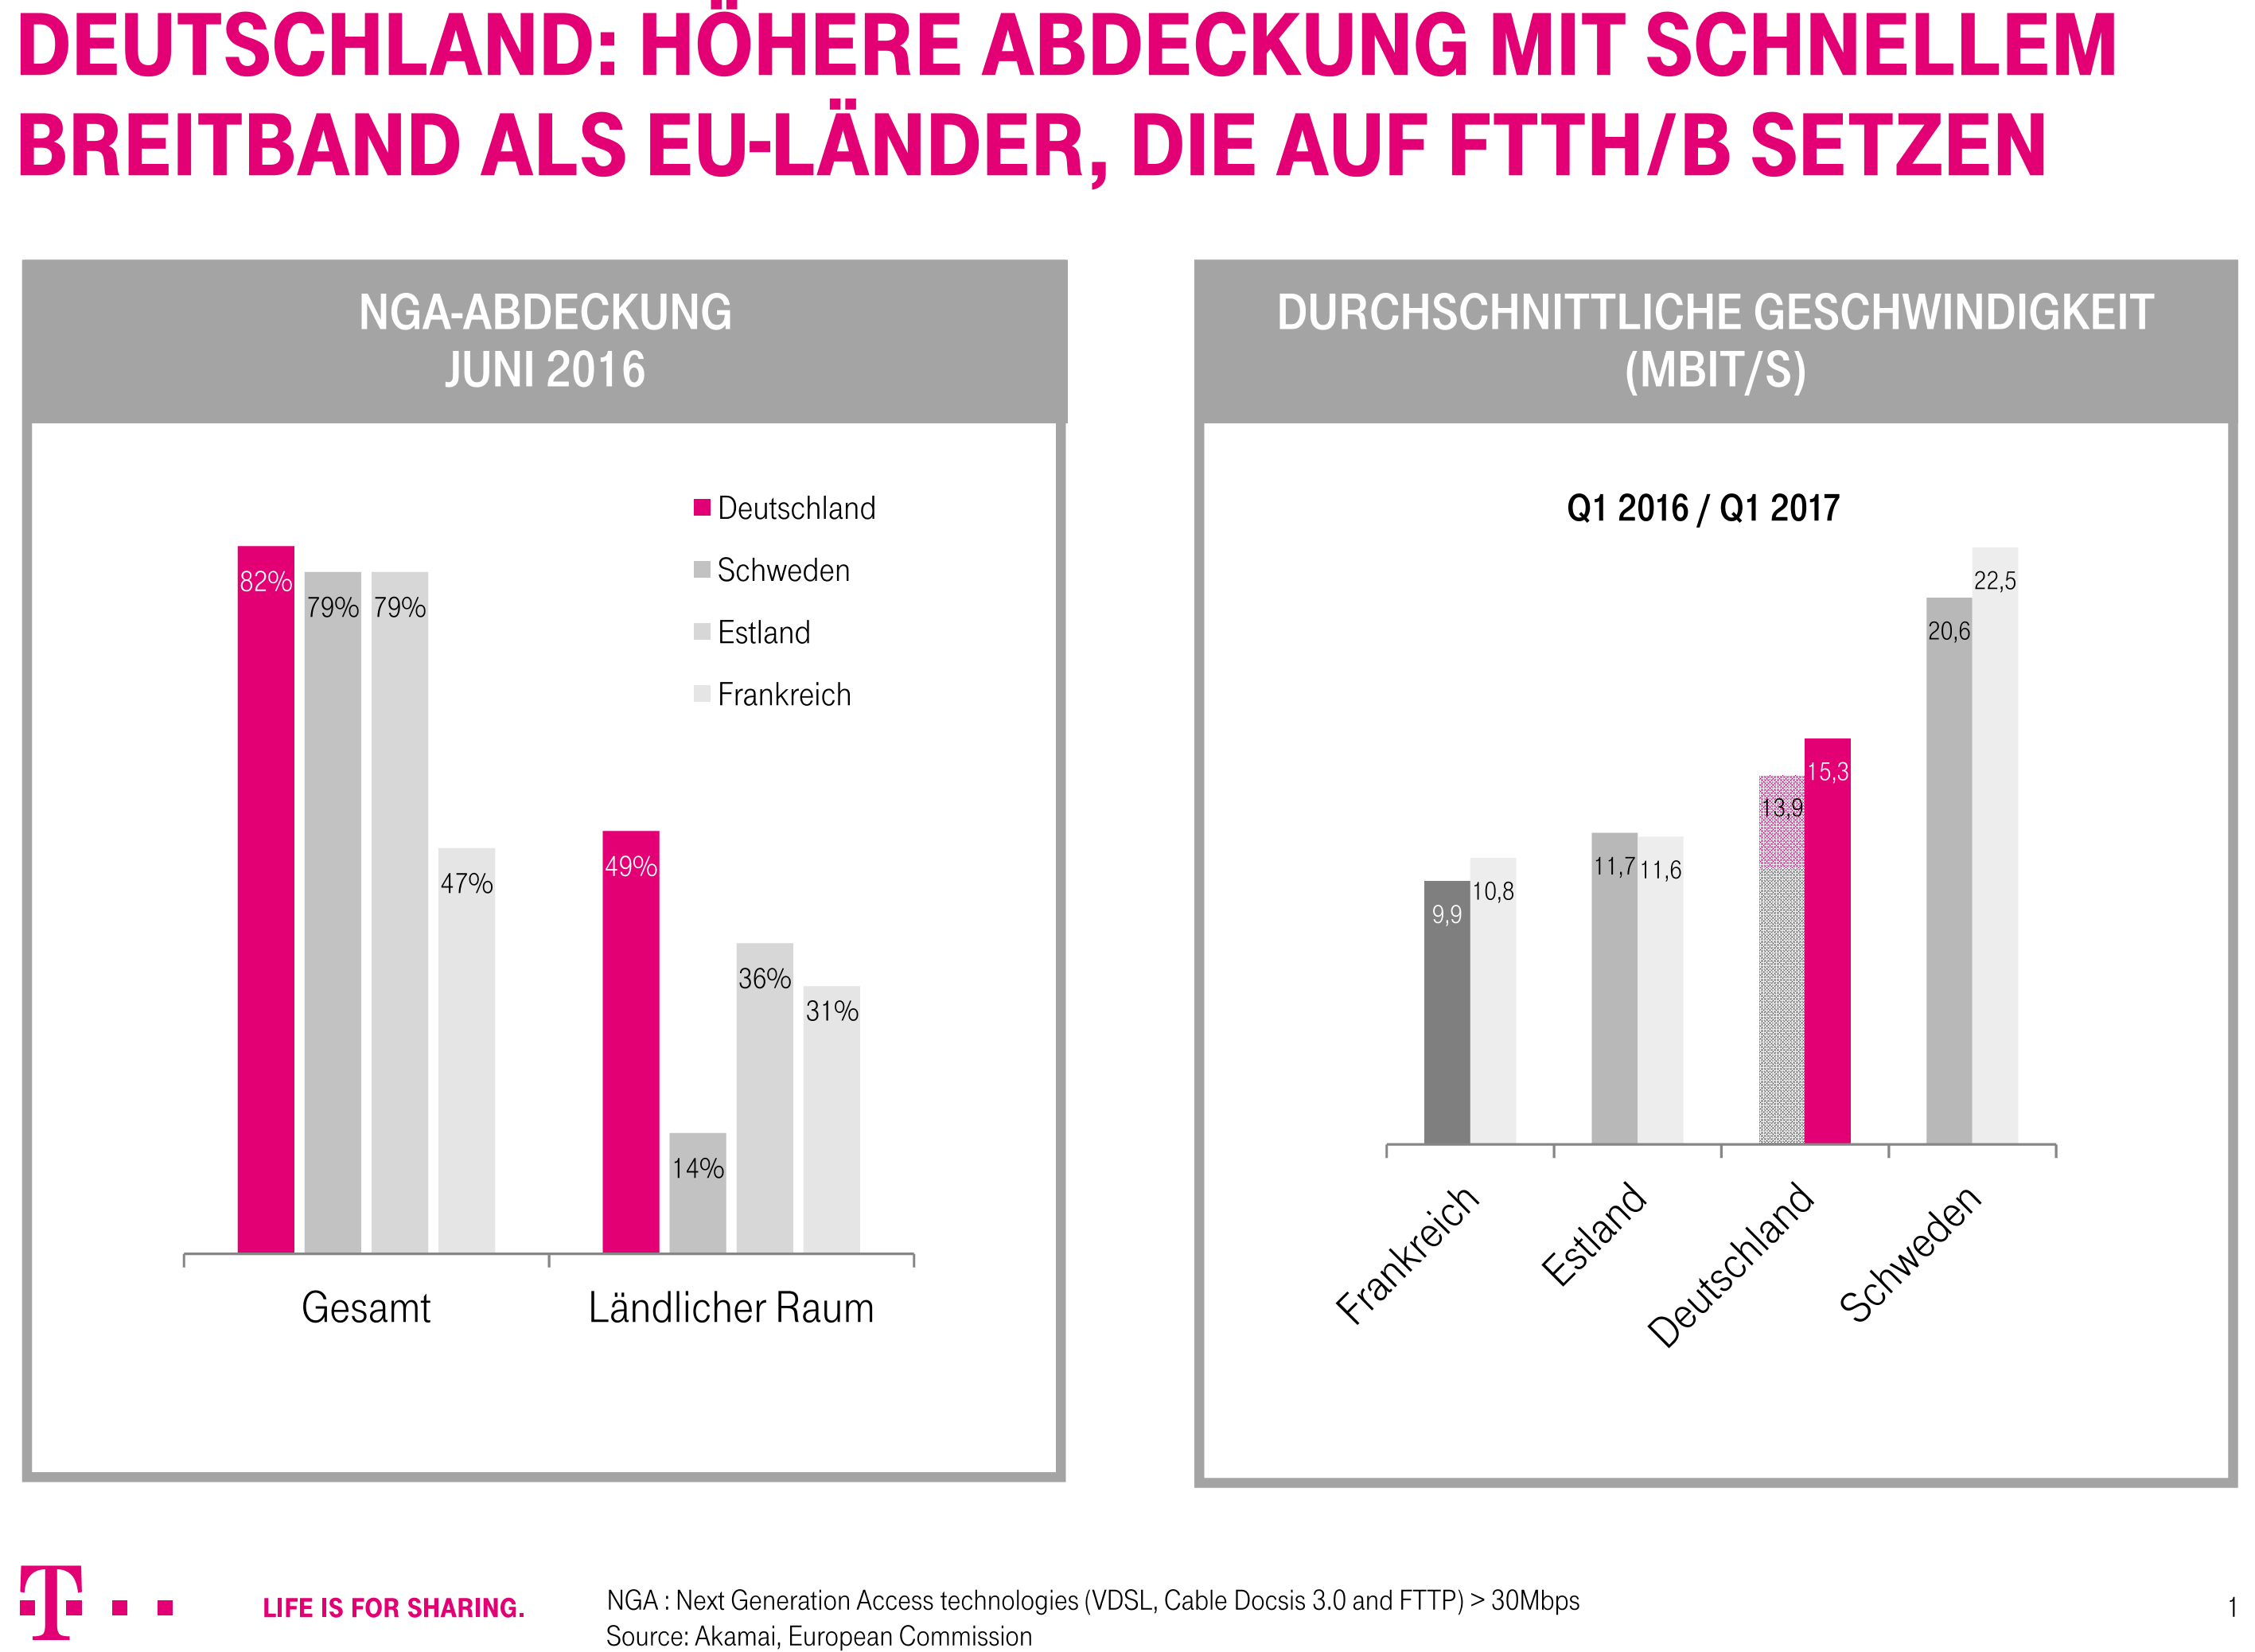 DEUTSCHLAND: HÖHERE ABDECKUNG MIT SCHNELLEM
BREITBAND ALS EU-LÄNDER, DIE AUF FTTH/B SETZEN
NGA-ABDECKUNG
JUNI 2016
Deutschland
Schweden
Estland
Frankreich
82%
79%
79%
47%
49%
14%
36%
31%
Gesamt
Ländlicher Raum
DURCHSCHNITTLICHE GESCHWINDIGKEIT
(MBIT/S)
Q1 2016 / Q1 2017
9,9
10,8
11,7
11,6
13,9
15,3
20,6
22,5
Frankreich
Estland
Deutschland
Schweden
T
LIFE IS FOR SHARING.
NGA : Next Generation Access technologies (VDSL, Cable Docsis 3.0 and FTTP) > 30Mbps
Source: Akamai, European Commission
1